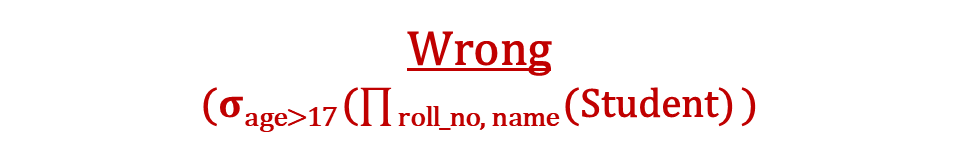 Wrong
(σage>17 (∏ roll_no, name (Student) )